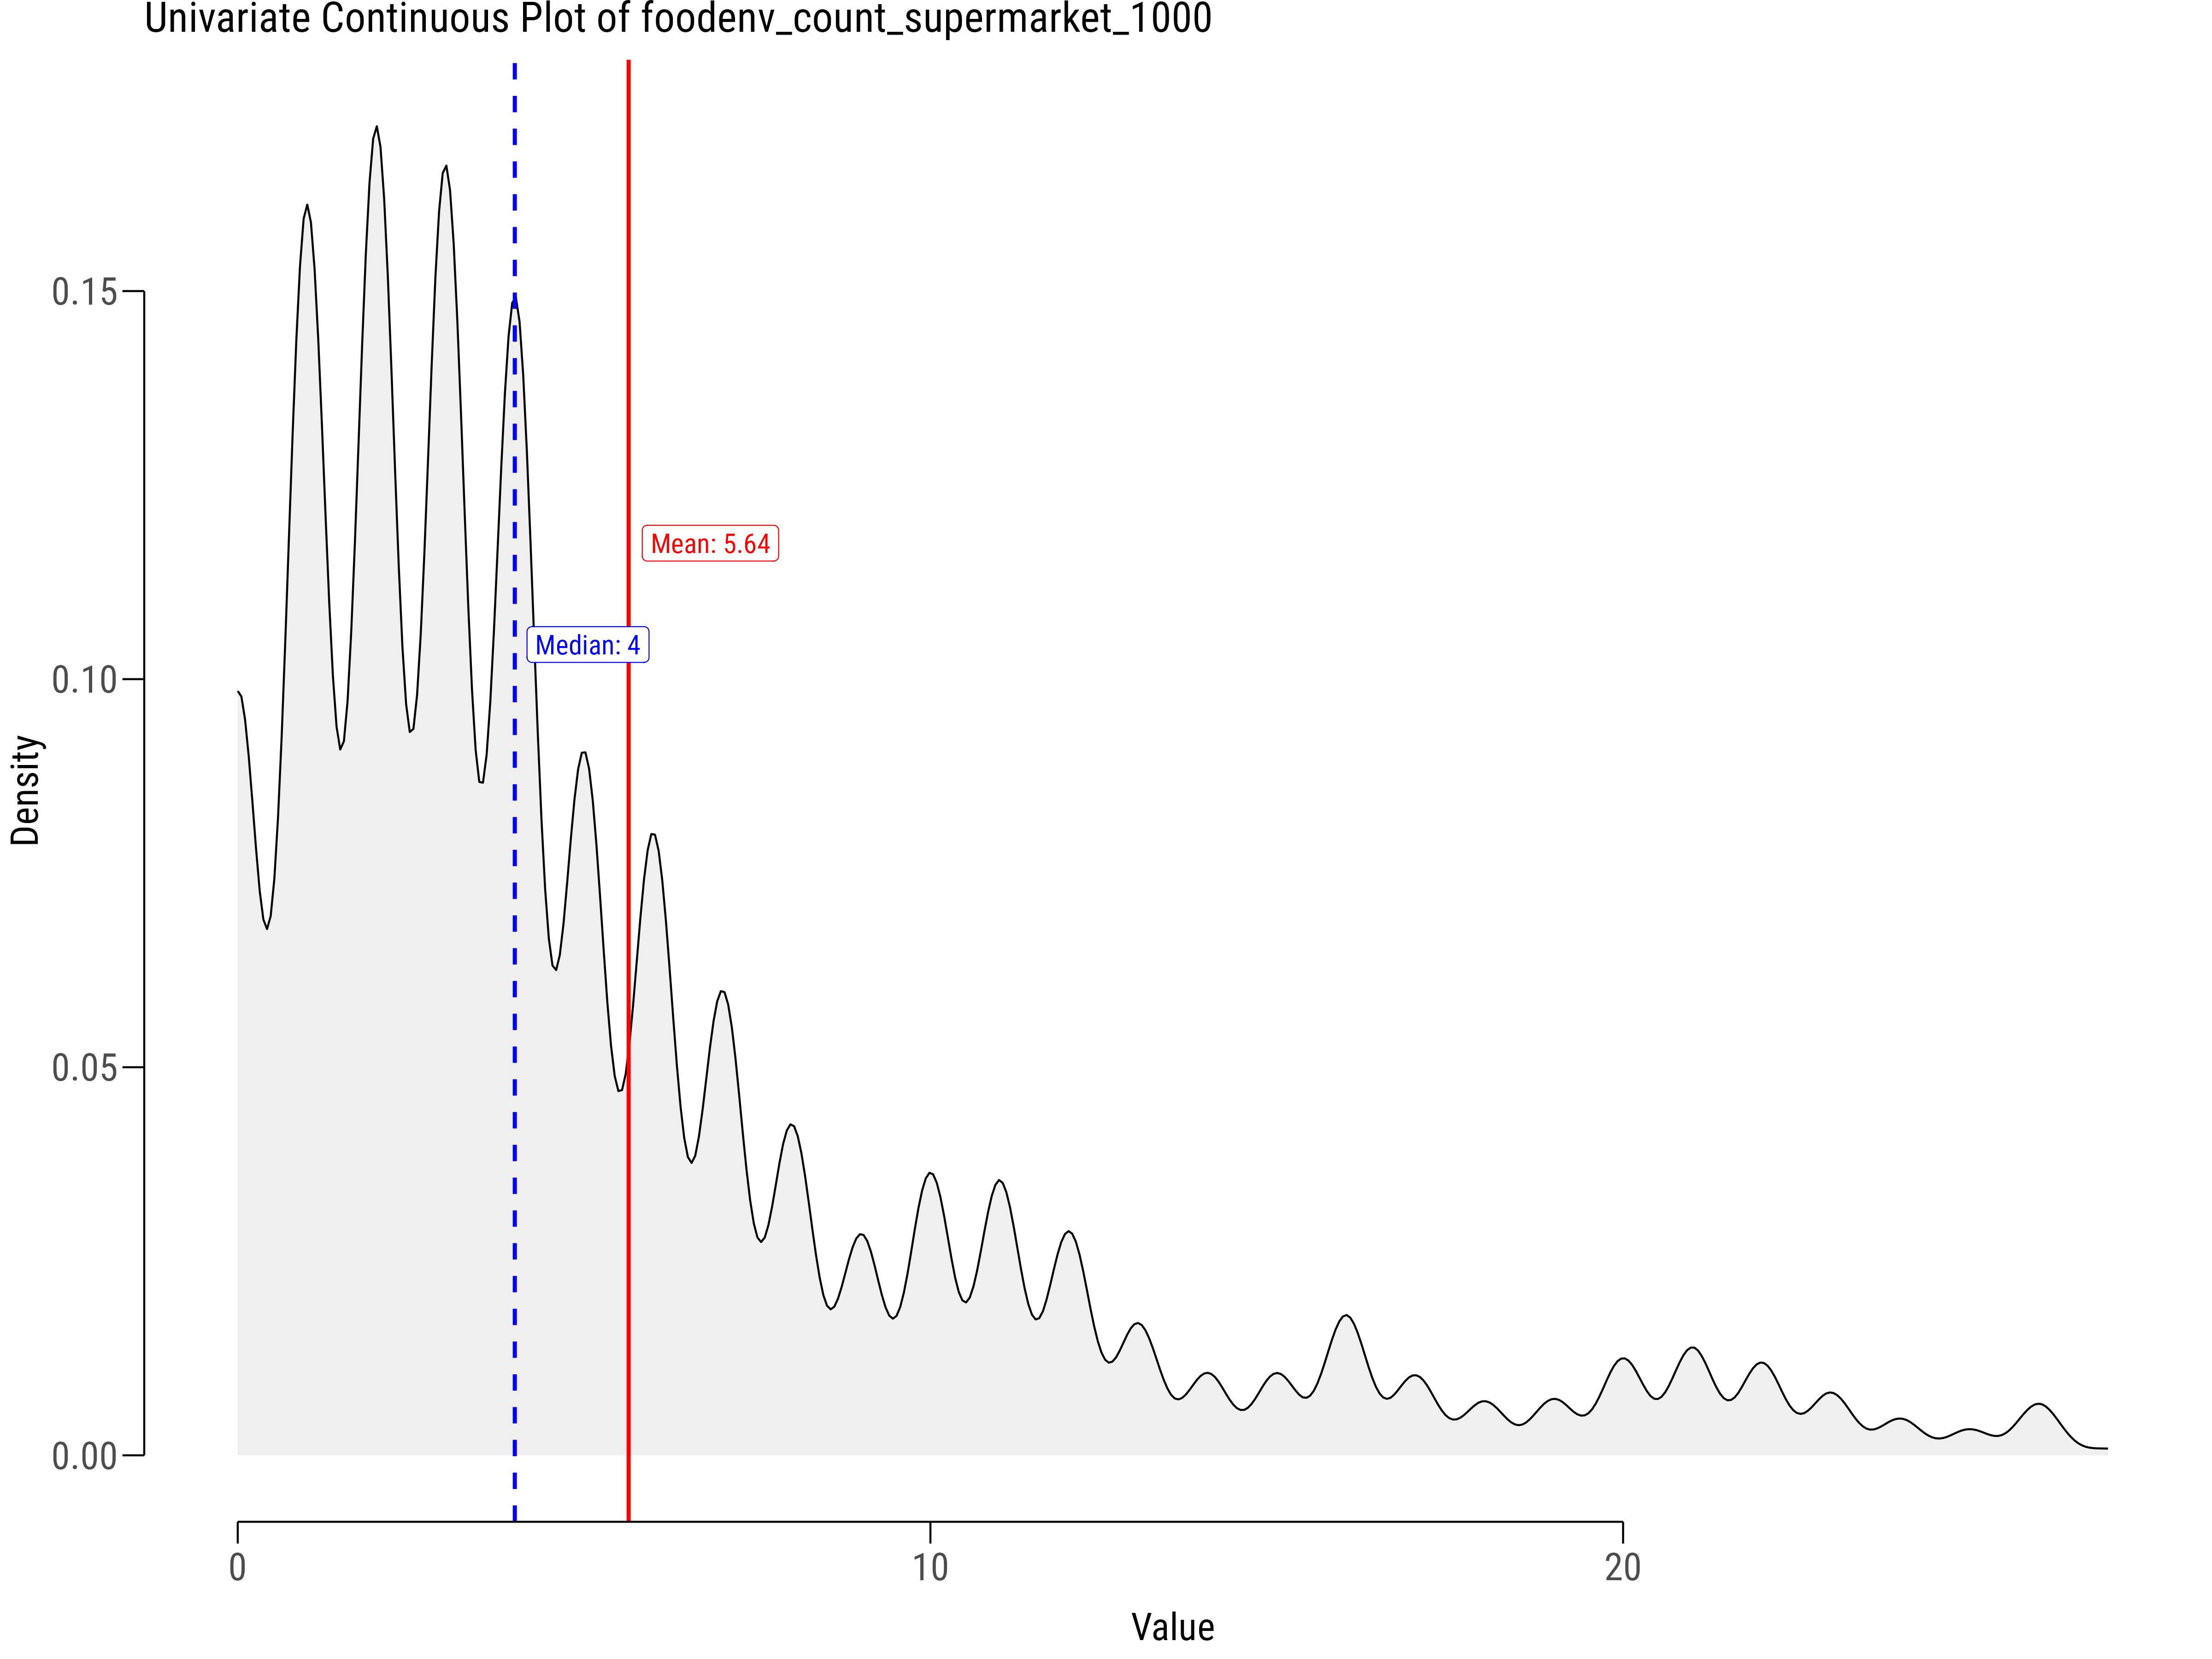 Univariate Continuous Plot of foodenv_count_supermarket_1000
0.15
Mean: 5.64
Median: 4
0.10
Density
0.05
0.00
0 10 20
Value